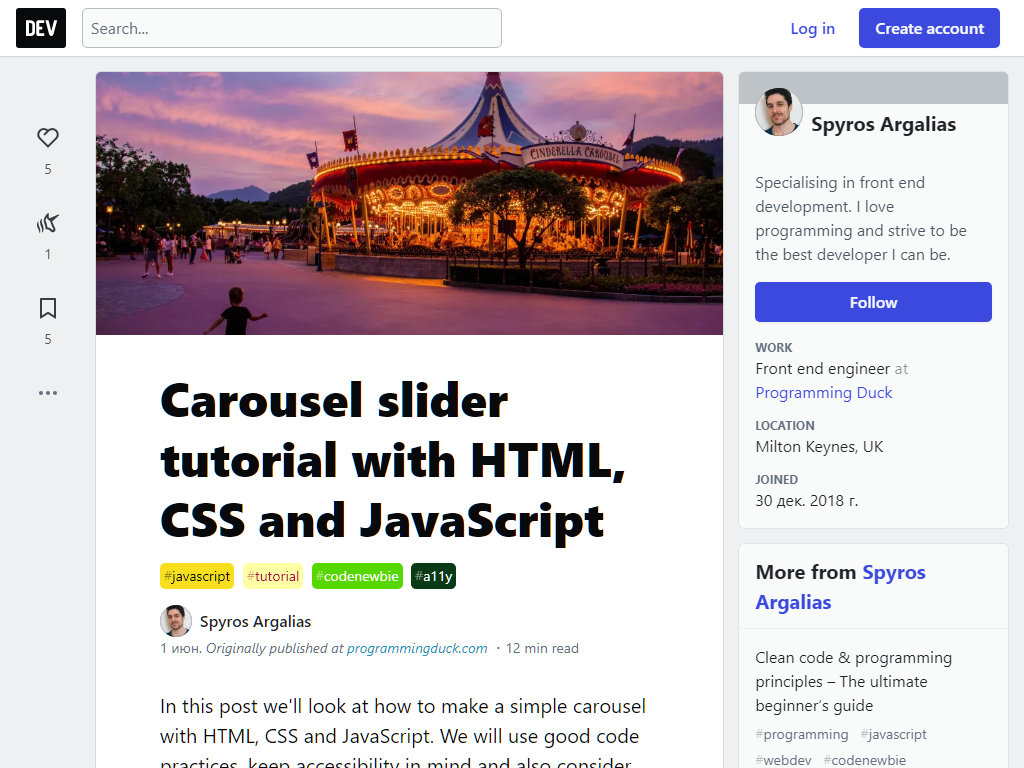 DEV
Search...
Log in
Create account
5
1
5
CINDERELLA CAROUSEL
Carousel slider
tutorial with HTML,
CSS and JavaScript
#javascript #tutorial #codenewbie #a11y
Spyros Argalias
1 июн. Originally published at programmingduck.com ・12 min read
In this post we'll look at how to make a simple carousel
with HTML, CSS and JavaScript. We will use good code
practices, keep accessibility in mind and also consider
Spyros Argalias
Specialising in front end
development. I love
programming and strive to be
the best developer I can be.
Follow
WORK
Front end engineer at
Programming Duck
LOCATION
Milton Keynes, UK
JOINED
30 дек. 2018 г.
More from Spyros
Argalias
Clean code & programming
principles – The ultimate
beginner's guide
#programming #javascript
#webdev #codenewbie